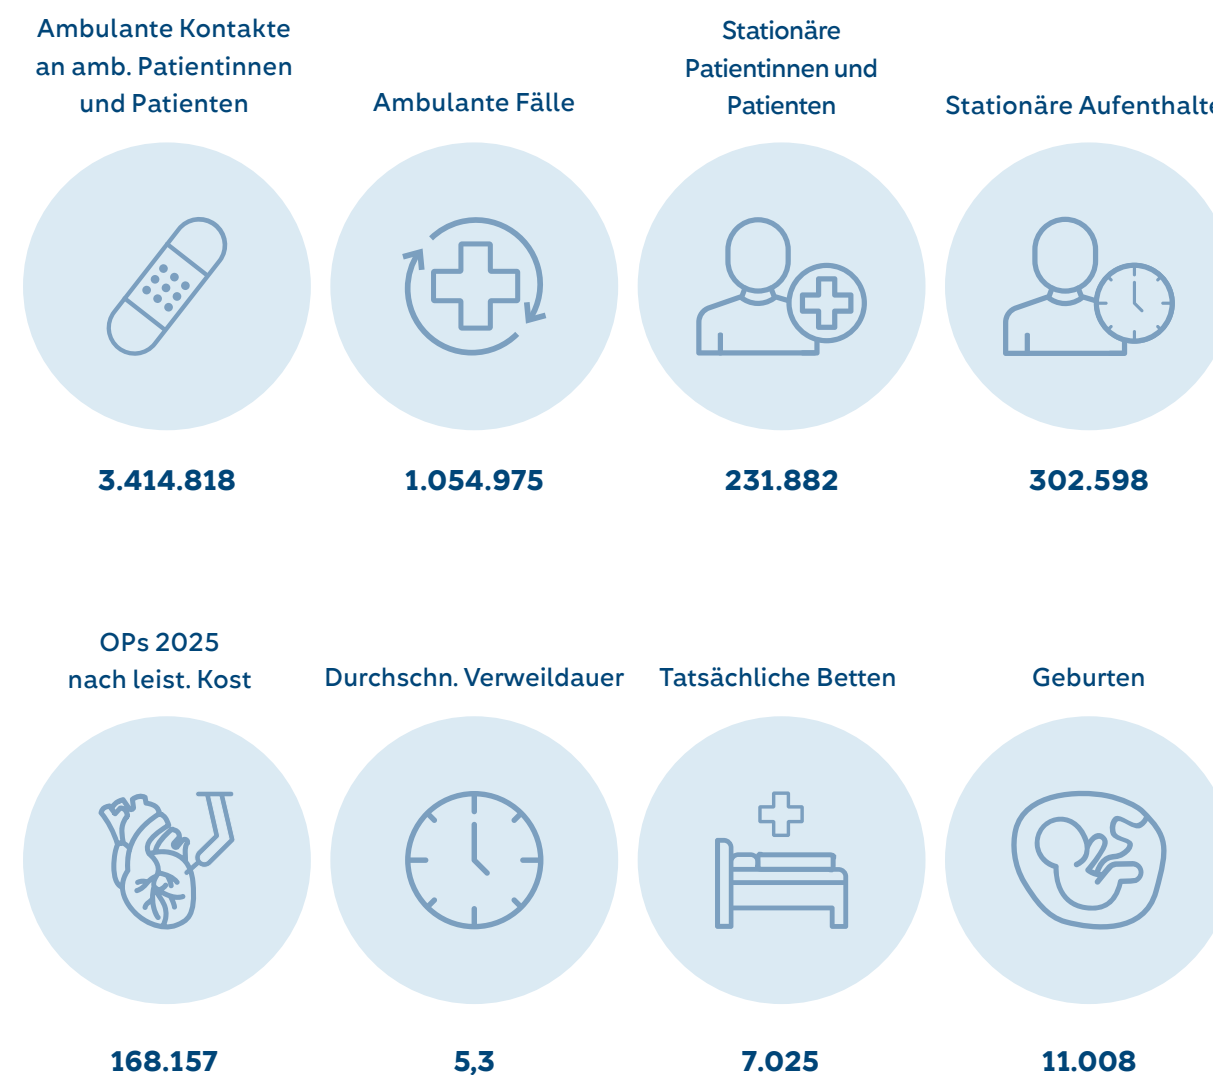 Ambulante Kontakte
an amb. Patientinnen
und Patienten
Ambulante Fälle
Stationäre
Patientinnen und
Patienten
Stationäre Aufenthalte
3.414.818
1.054.975
231.882
302.598
OPs 2025
nach leist. Kost
Durchschn. Verweildauer
Tatsächliche Betten
Geburten
168.157
5,3
7.025
11.008